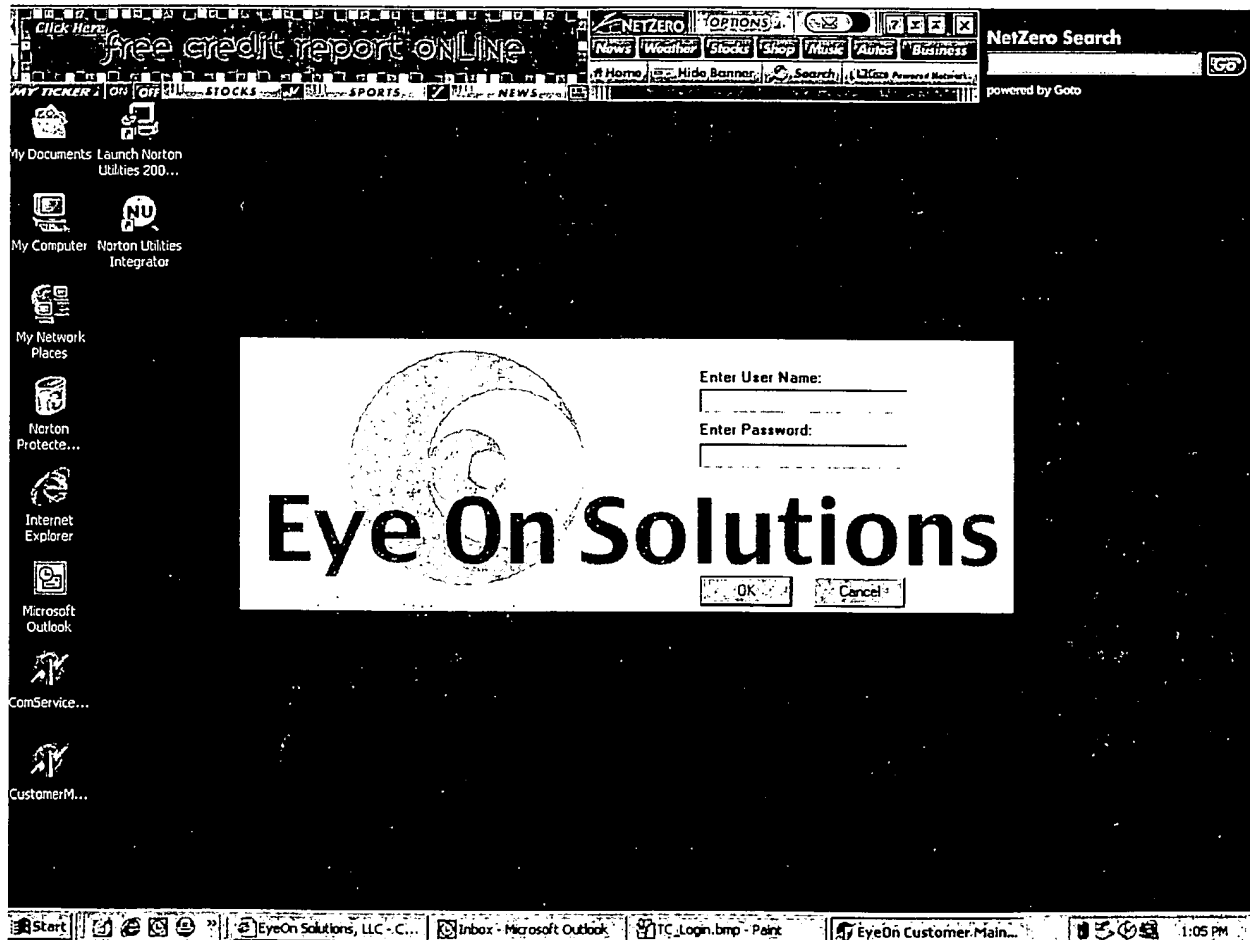 Click Here
free credit report onLine
MY TICKER : ON OFF STOCKS SPORTS NEWS
NETZERO OPTIONS
News Weather Stocks Shop Music Autos Business
Home Hide Banner Search
NetZero Search
GO
powered by Goto
My Documents
Launch Norton
Utilities 200...
My Computer
NU
Norton Utilities
Integrator
My Network
Places
Norton
Protecte...
Internet
Explorer
Microsoft
Outlook
ComService...
CustomerM...
Enter User Name:
Enter Password:
Eye On Solutions
OK Cancel
Start EyeOn Solutions, LLC - C... Inbox - Microsoft Outlook TC_Login.bmp - Paint EyeOn Customer Main... 1:05 PM